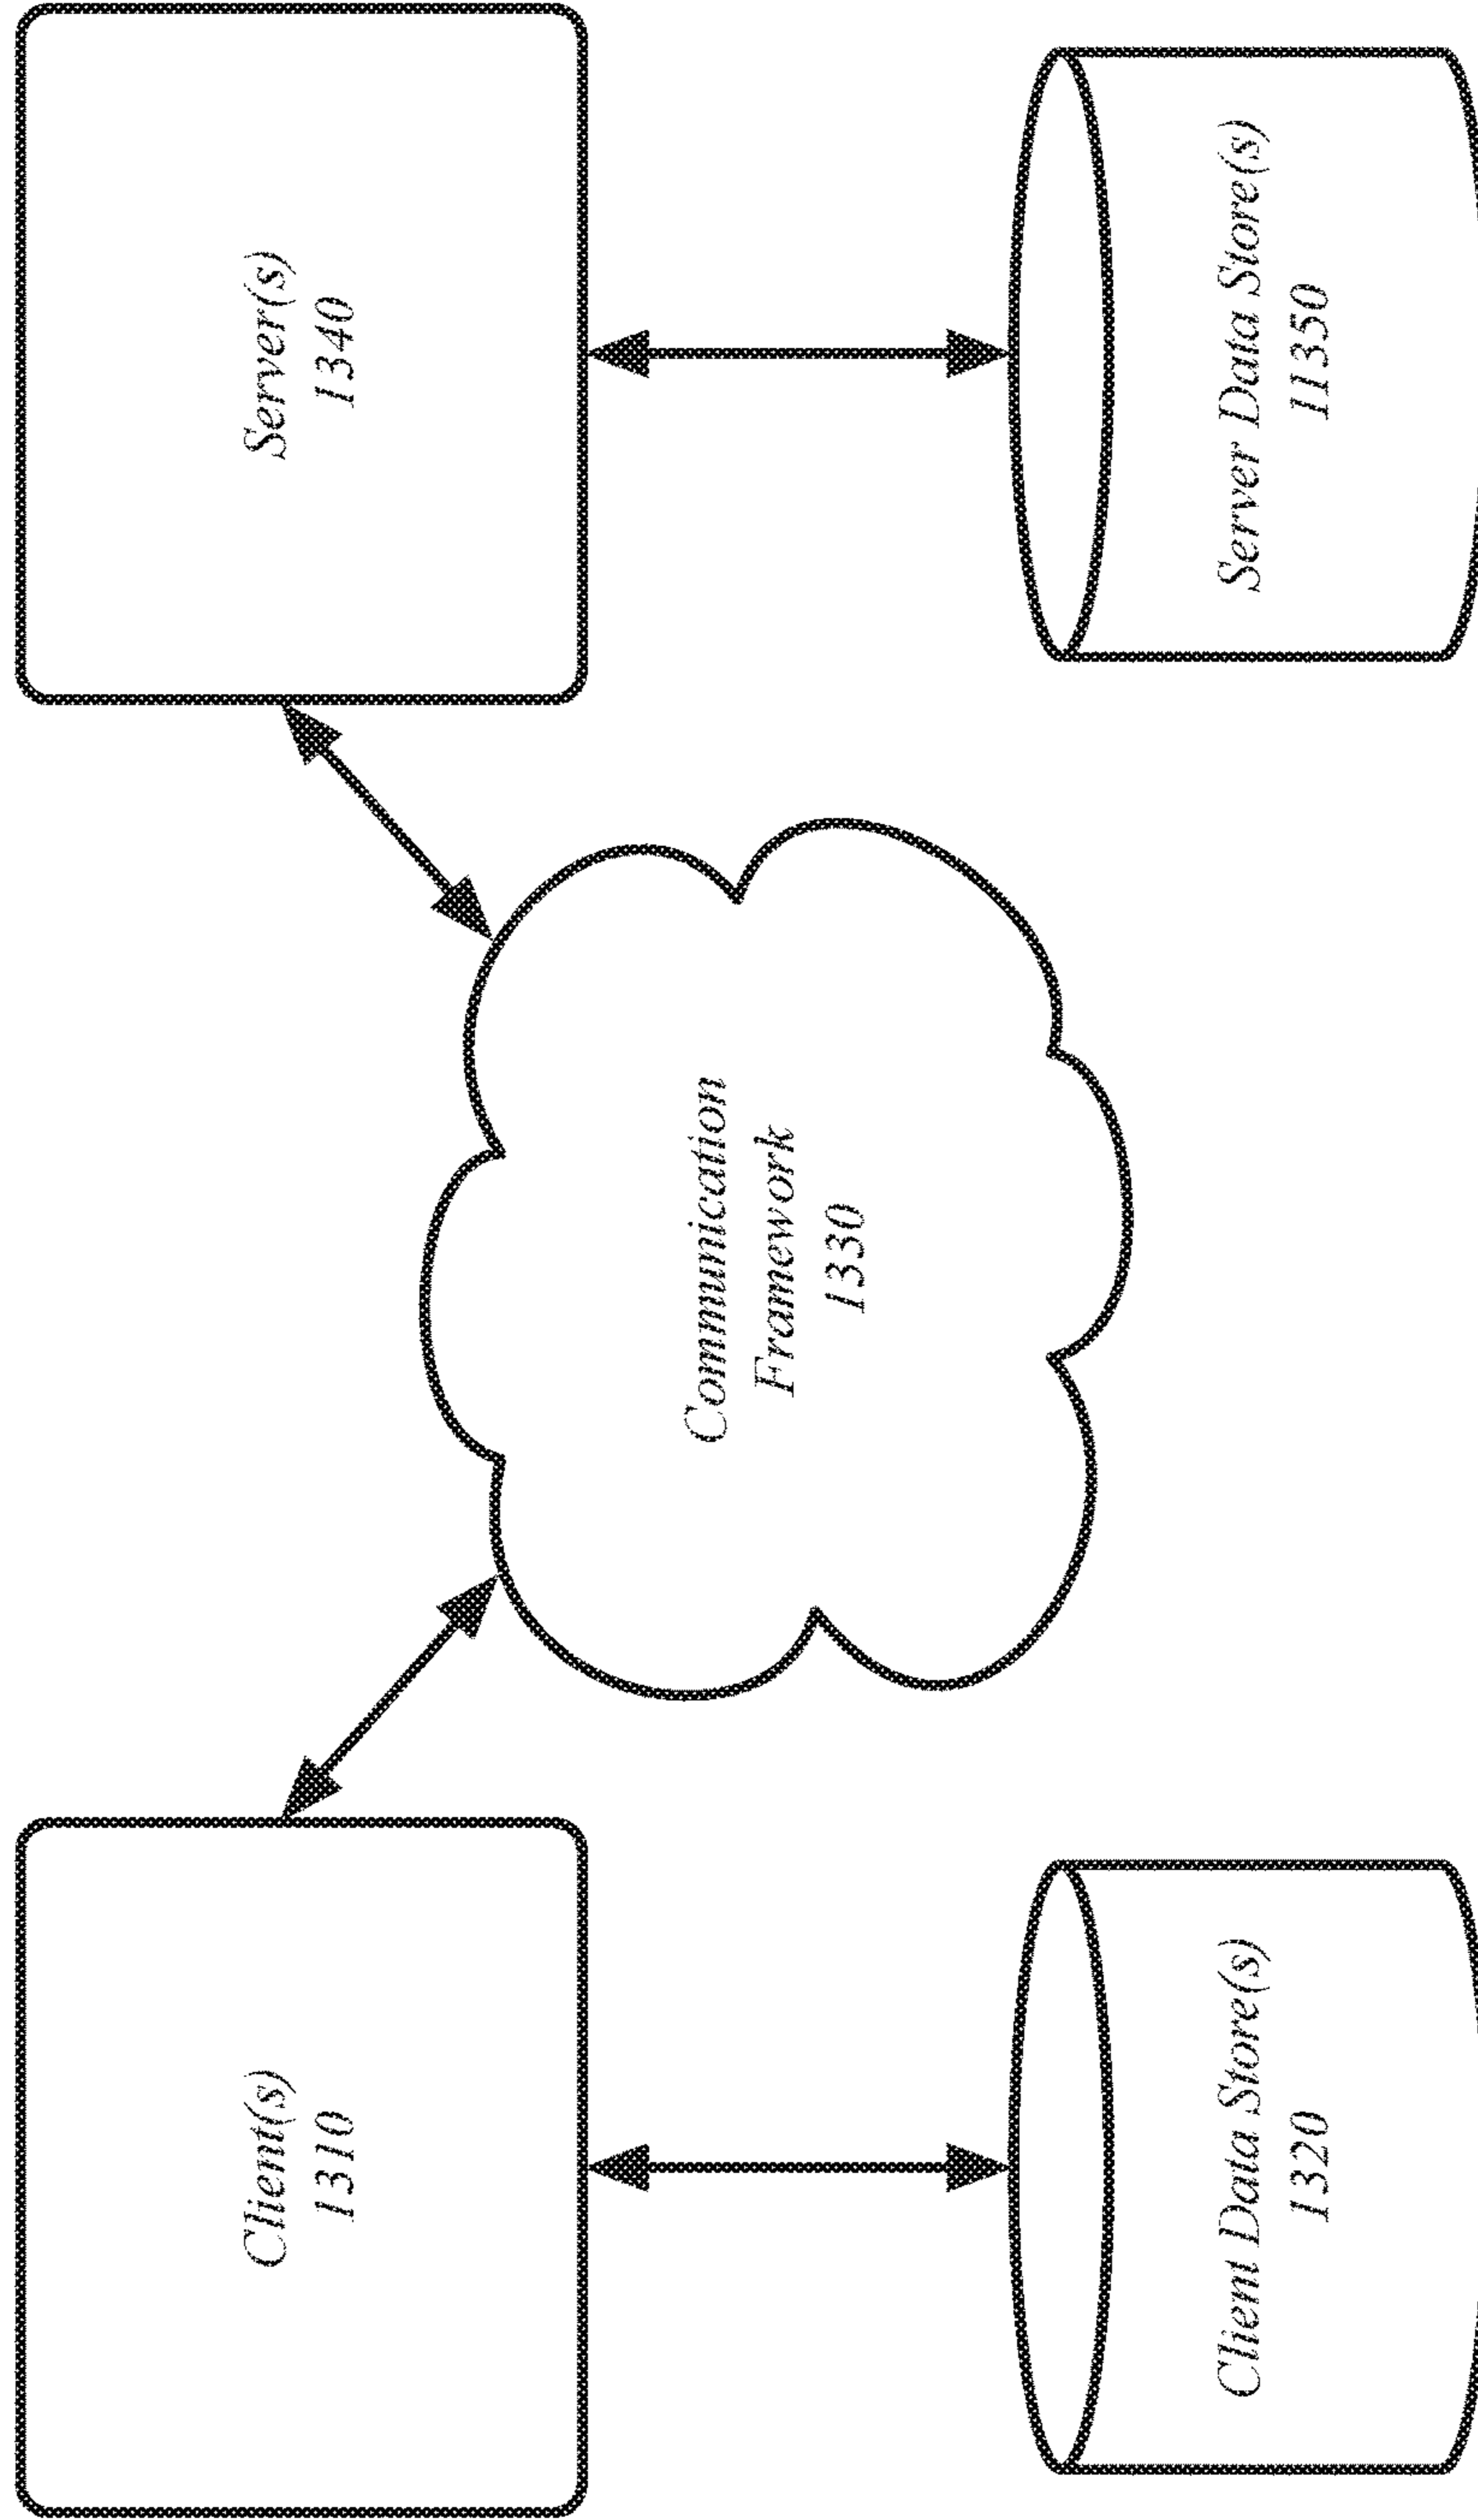 Client(s)
1310
Server(s)
1340
Communication
Framework
1330
Client Data Store(s)
1320
Server Data Store(s)
11350